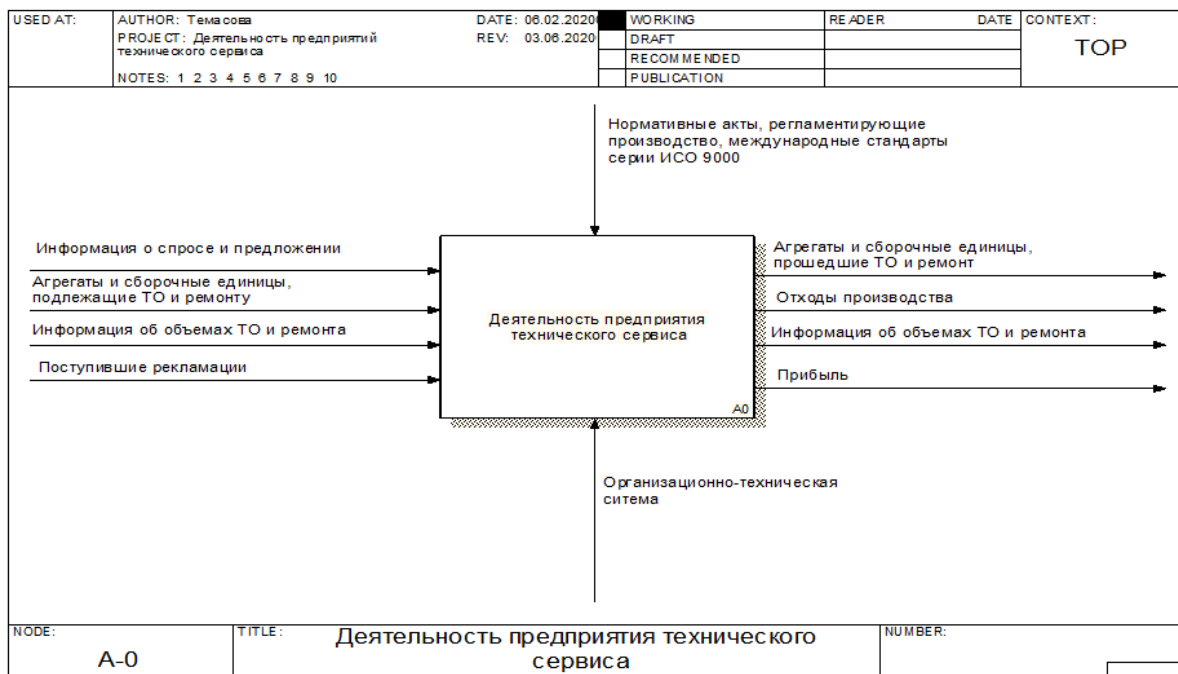 USED AT:
AUTHOR: Темасова
DATE: 06.02.2020
PROJECT: Деятельность предприятий
технического сервиса
REV: 03.06.2020
NOTES: 1 2 3 4 5 6 7 8 9 10
WORKING
DRAFT
RECOMMENDED
PUBLICATION
READER
DATE
CONTEXT:
TOP
Нормативные акты, регламентирующие
производство, международные стандарты
серии ИСО 9000
Информация о спросе и предложении
Агрегаты и сборочные единицы,
подлежащие ТО и ремонту
Информация об объемах ТО и ремонта
Поступившие рекламации
Деятельность предприятия
технического сервиса
A0
Агрегаты и сборочные единицы,
прошедшие ТО и ремонт
Отходы производства
Информация об объемах ТО и ремонта
Прибыль
Организационно-техническая
ситема
NODE:
A-0
TITLE:
Деятельность предприятия технического
сервиса
NUMBER: